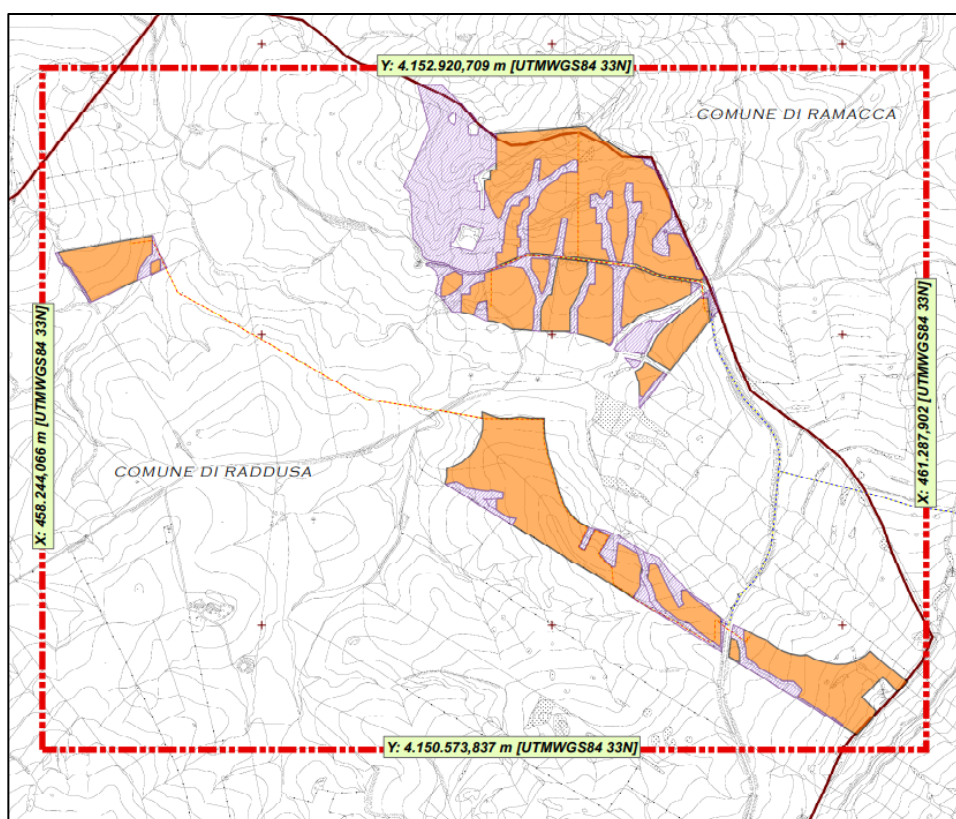 Y: 4.152.920,709 m [UTMWGS84 33N]
COMUNE DI RAMACCA
X: 458.244,066 m [UTMWGS84 33N]
X: 461.287,902 [UTMWGS84 33N]
COMUNE DI RADDUSA
Y: 4.150.573,837 m [UTMWGS84 33N]